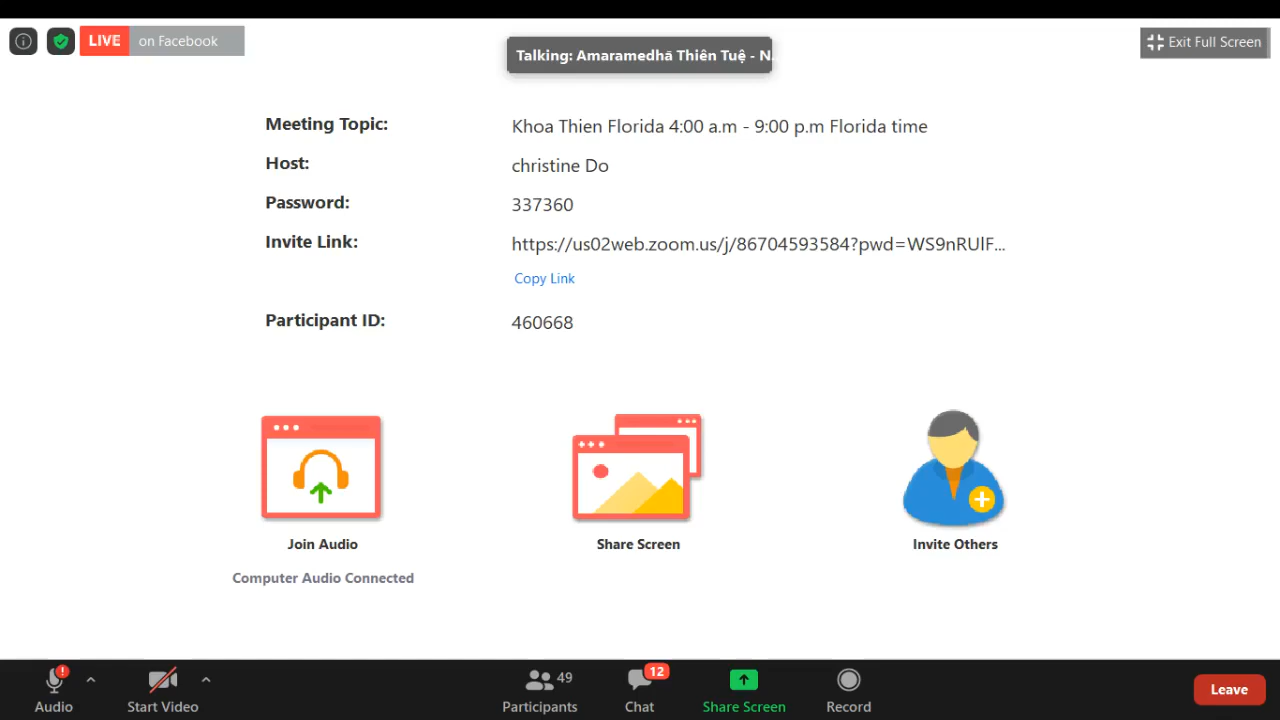 LIVE on Facebook
Talking: Amaramedhā Thiên Tuệ - N
Exit Full Screen
Meeting Topic: Khoa Thien Florida 4:00 a.m - 9:00 p.m Florida time
Host: christine Do
Password: 337360
Invite Link: https://us02web.zoom.us/j/86704593584?pwd=WS9nRUlF...
Copy Link
Participant ID: 460668
Join Audio Share Screen Invite Others
Computer Audio Connected
49 12
Audio Start Video Participants Chat Share Screen Record Leave